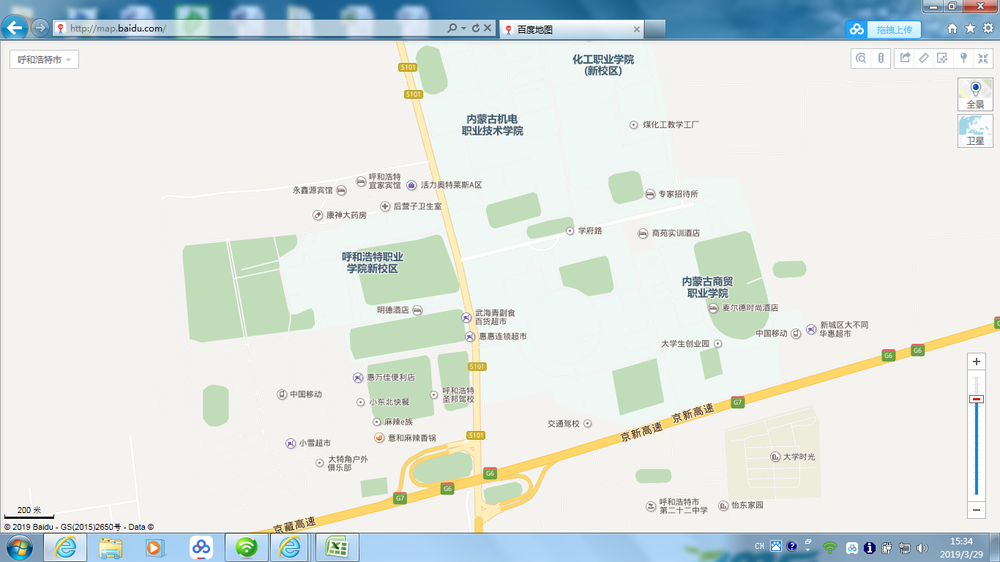 http://map.baidu.com/
百度地图
拖拽上传
呼和浩特市
全景
卫星
化工职业学院
(新校区)
S101
S101
内蒙古机电
职业技术学院
煤化工教学工厂
呼和浩特
宜家宾馆
活力奥特莱斯A区
永鑫源宾馆
专家招待所
后营子卫生室
康神大药房
学府路
商苑实训酒店
呼和浩特职业
学院新校区
内蒙古商贸
职业学院
麦尔德时尚酒店
明德酒店
武海青副食
百货超市
惠惠连锁超市
新城区大不同
华惠超市
中国移动
大学生创业园
G6
G6
S101
惠万佳便利店
中国移动
呼和浩特
圣邦驾校
小东北快餐
G7
京新高速
京新高速
麻辣e族
交通驾校
S101
意和麻辣香锅
小雪超市
大犄角户外
俱乐部
大学时光
G6
G6
G7
呼和浩特市
第二十二中学
怡东家园
京藏高速
200 米
© 2019 Baidu - GS(2015)2650号 - Data ©
CH
15:34
2019/3/29